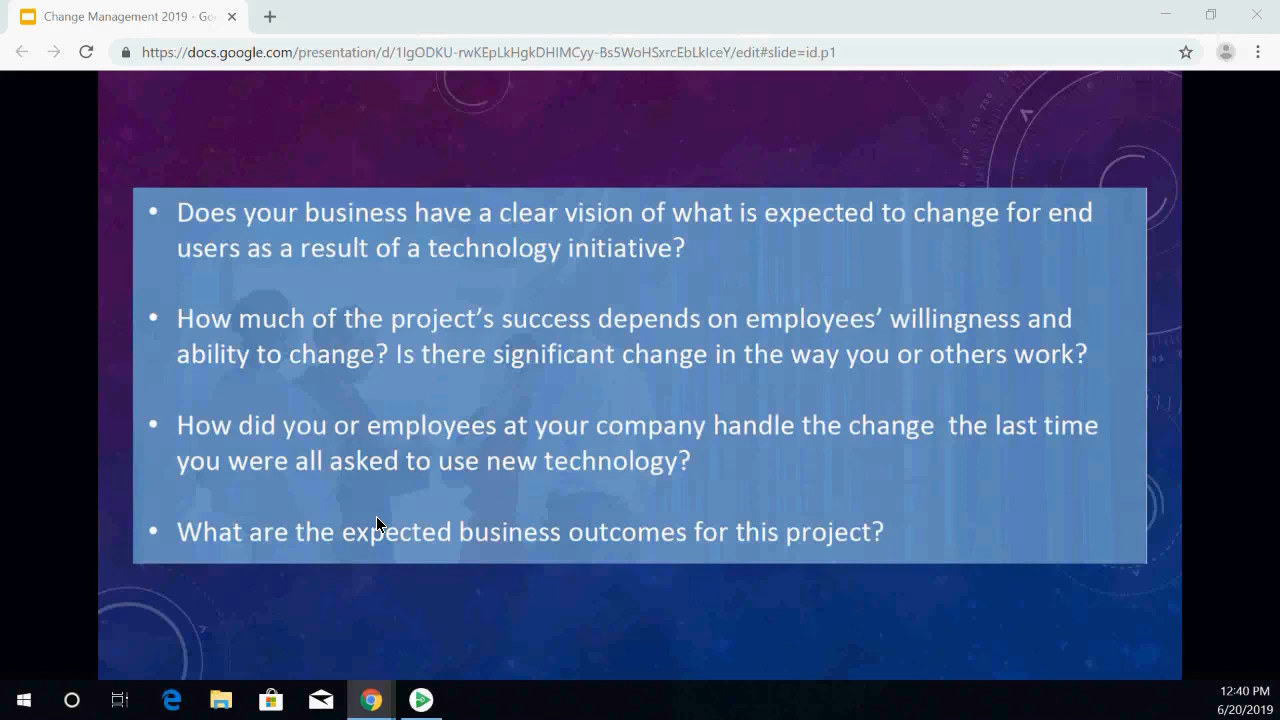 Change Management 2019 - Go
https://docs.google.com/presentation/d/1IgODKU-rwKEpLkHgkDHIMCyy-Bs5WoHSxrcEbLkIceY/edit#slide=id.p1
• Does your business have a clear vision of what is expected to change for end
users as a result of a technology initiative?
• How much of the project’s success depends on employees’ willingness and
ability to change? Is there significant change in the way you or others work?
• How did you or employees at your company handle the change  the last time
you were all asked to use new technology?
• What are the expected business outcomes for this project?
12:40 PM
6/20/2019